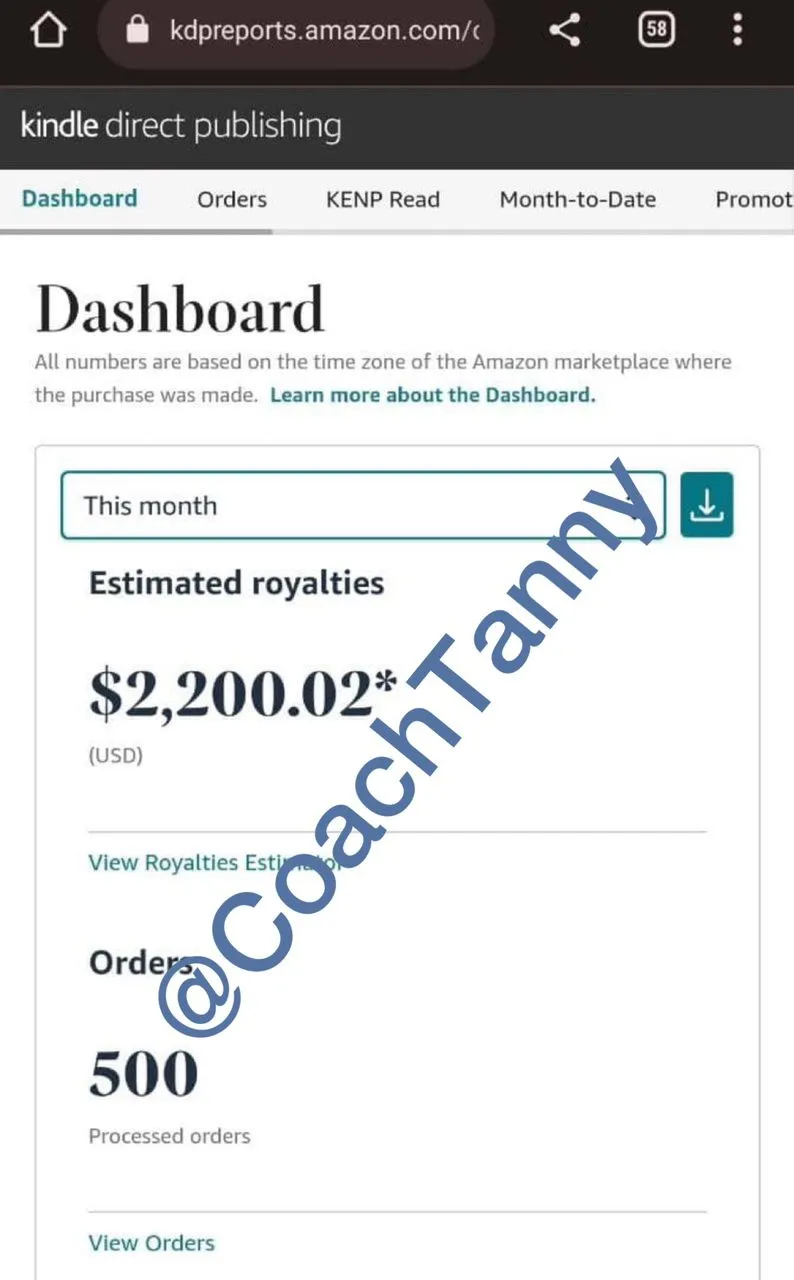 kdpreports.amazon.com/
58
kindle direct publishing
Dashboard Orders KENP Read Month-to-Date Promot
Dashboard
All numbers are based on the time zone of the Amazon marketplace where
the purchase was made. Learn more about the Dashboard.
This month
Estimated royalties
$2,200.02*
(USD)
View Royalties Estimator
Orders
500
Processed orders
View Orders
@CoachTanny